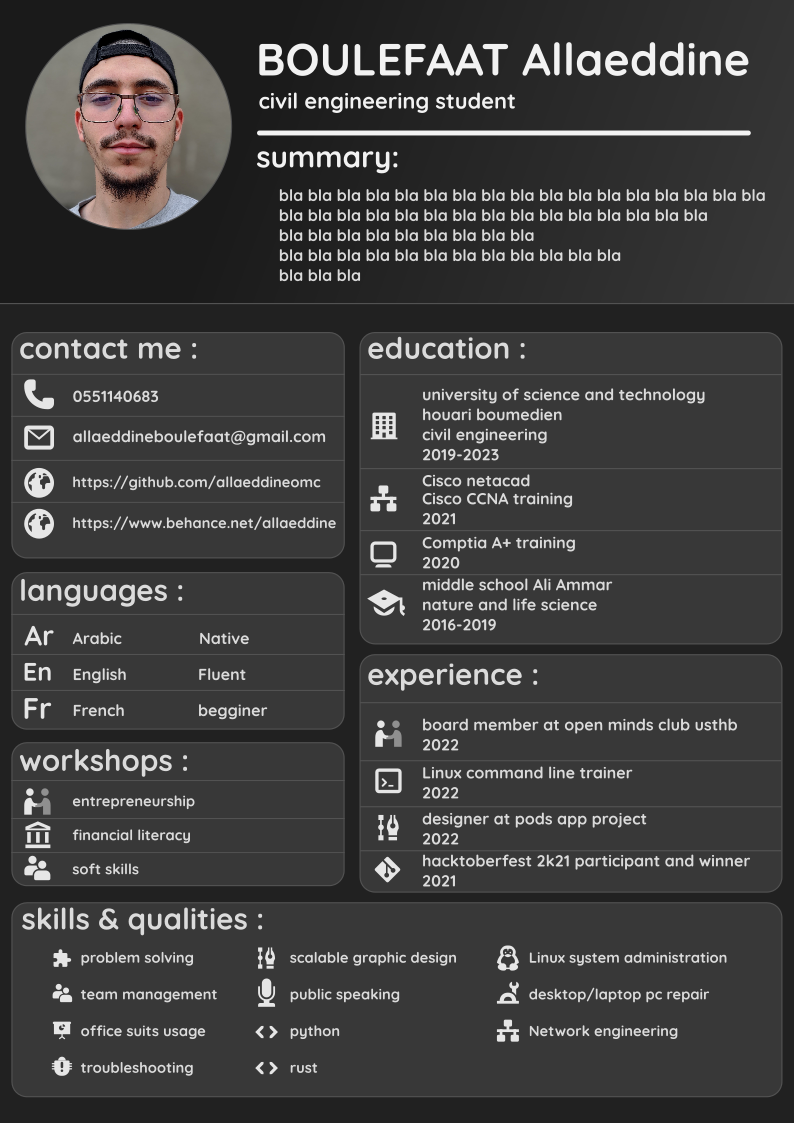 BOULEFAAT Allaeddine
civil engineering student
summary:
bla bla bla bla bla bla bla bla bla bla bla bla bla bla bla bla bla
bla bla bla bla bla bla bla bla bla bla bla bla bla bla bla
bla bla bla bla bla bla bla bla bla
bla bla bla bla bla bla bla bla bla bla bla bla
bla bla bla
contact me :
0551140683
allaeddineboulefaat@gmail.com
https://github.com/allaeddineomc
https://www.behance.net/allaeddine
languages :
Ar Arabic Native
En English Fluent
Fr French begginer
workshops :
entrepreneurship
financial literacy
soft skills
education :
university of science and technology
houari boumedien
civil engineering
2019-2023
Cisco netacad
Cisco CCNA training
2021
Comptia A+ training
2020
middle school Ali Ammar
nature and life science
2016-2019
experience :
board member at open minds club usthb
2022
Linux command line trainer
2022
designer at pods app project
2022
hacktoberfest 2k21 participant and winner
2021
skills & qualities :
problem solving
team management
office suits usage
troubleshooting
scalable graphic design
public speaking
python
rust
Linux system administration
desktop/laptop pc repair
Network engineering